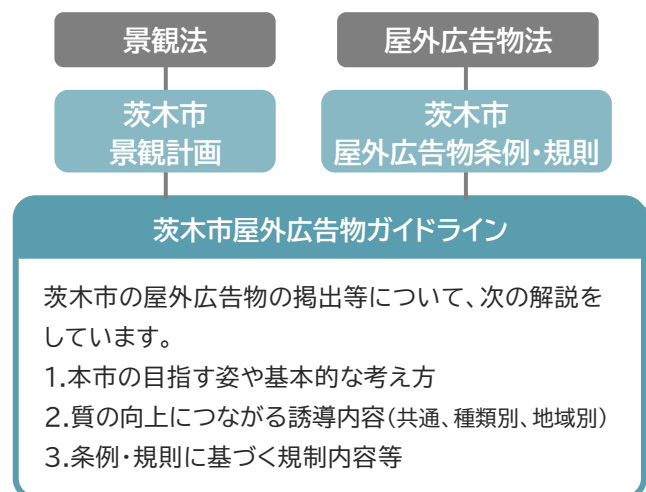 景観法
屋外広告物法
茨木市
景観計画
茨木市
屋外広告物条例・規則
茨木市屋外広告物ガイドライン
茨木市の屋外広告物の掲出等について、次の解説を
しています。
1.本市の目指す姿や基本的な考え方
2.質の向上につながる誘導内容(共通、種類別、地域別)
3.条例・規則に基づく規制内容等